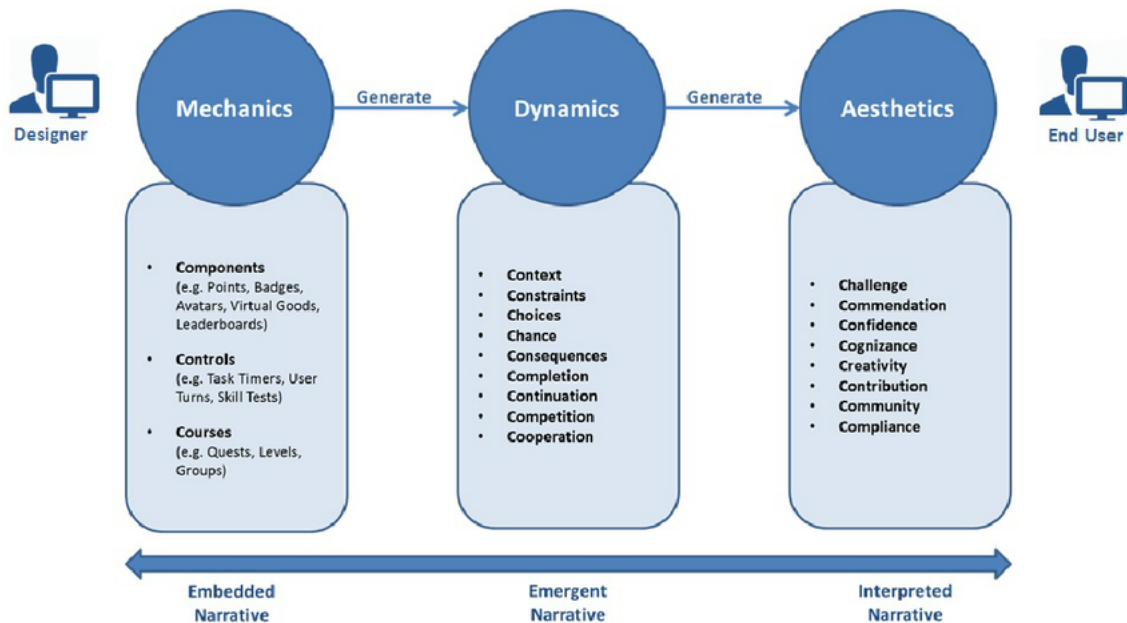 Designer
Mechanics
Generate
Dynamics
Generate
Aesthetics
End User
• Components
(e.g. Points, Badges,
Avatars, Virtual Goods,
Leaderboards)
• Controls
(e.g. Task Timers, User
Turns, Skill Tests)
• Courses
(e.g. Quests, Levels,
Groups)
• Context
• Constraints
• Choices
• Chance
• Consequences
• Completion
• Continuation
• Competition
• Cooperation
• Challenge
• Commendation
• Confidence
• Cognizance
• Creativity
• Contribution
• Community
• Compliance
Embedded
Narrative
Emergent
Narrative
Interpreted
Narrative